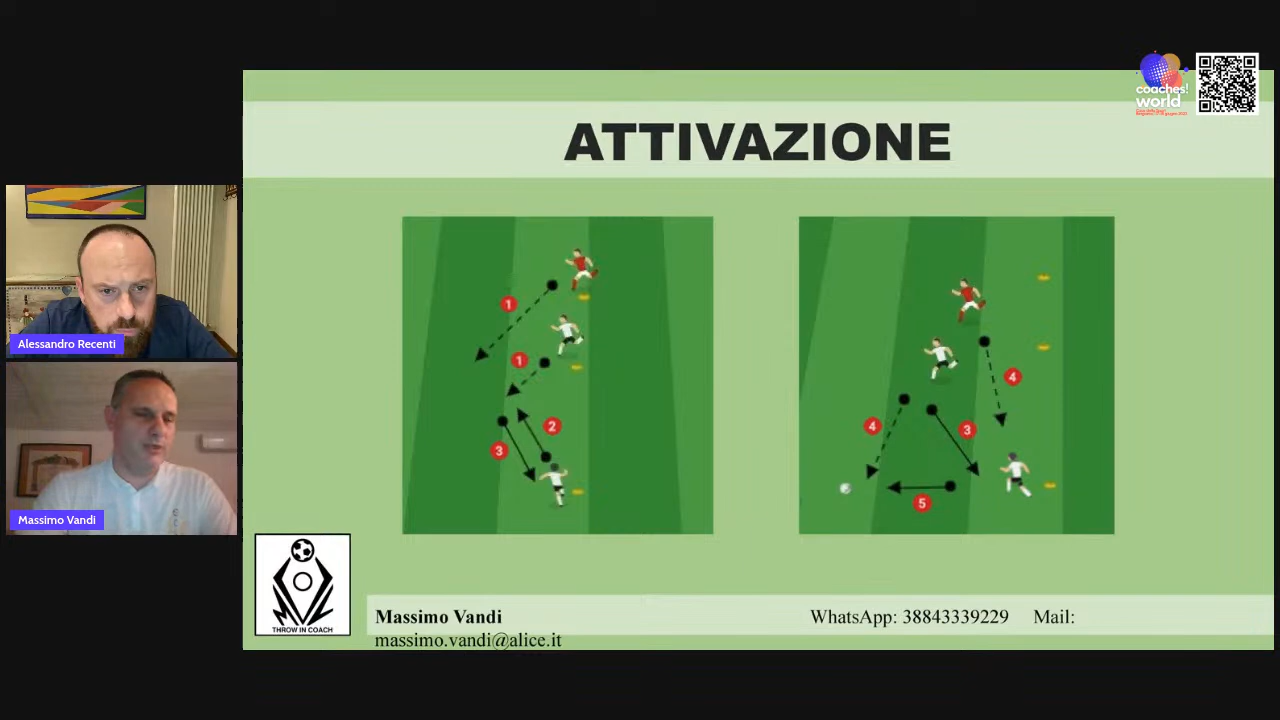 coaches!
world
ATTIVAZIONE
1
1
2
3
4
4
3
5
Alessandro Recenti
Massimo Vandi
THROW IN COACH
Massimo Vandi
WhatsApp: 38843339229 Mail:
massimo.vandi@alice.it